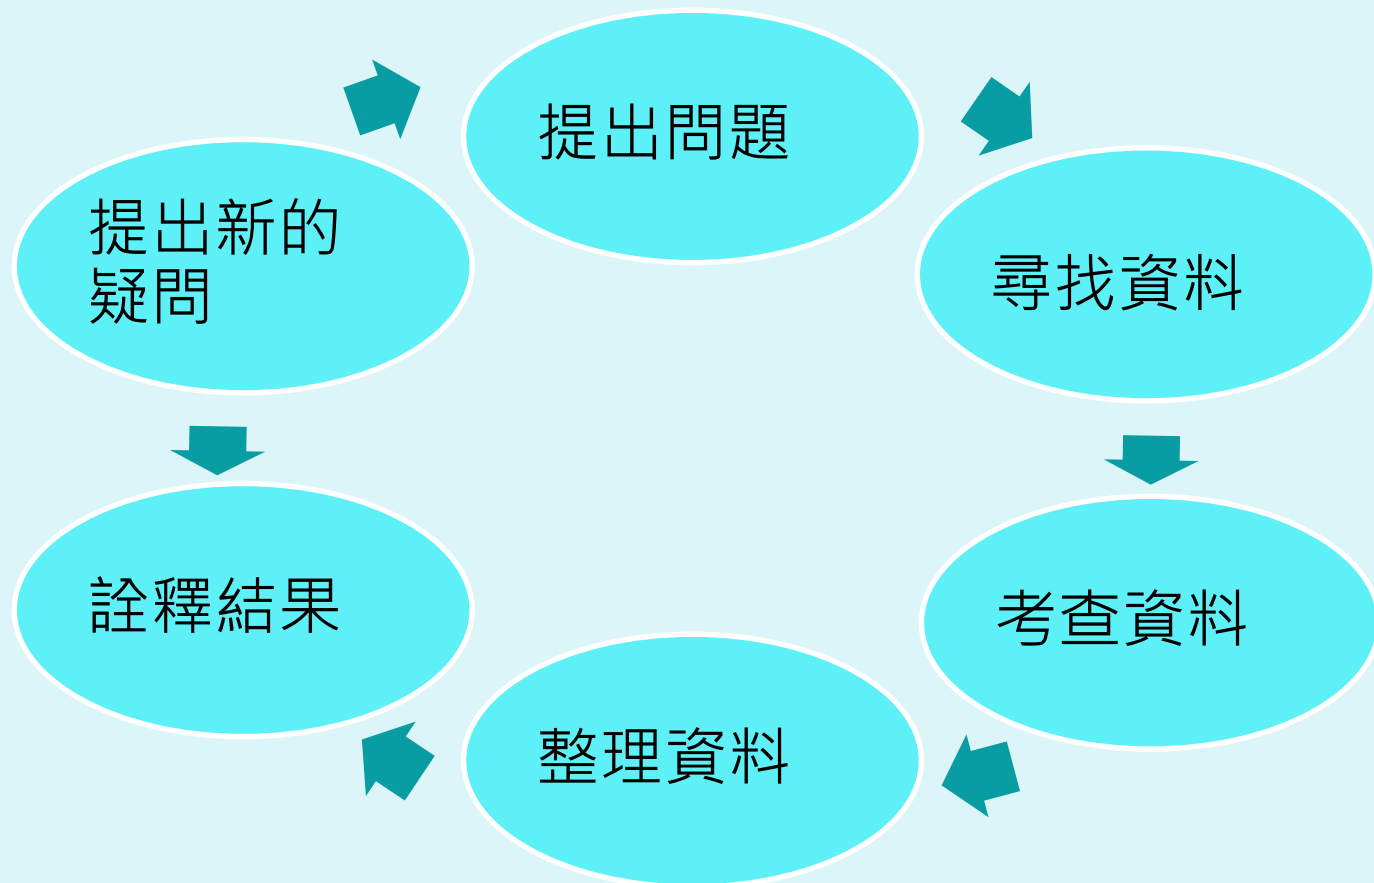 提出問題
尋找資料
考查資料
整理資料
詮釋結果
提出新的
疑問